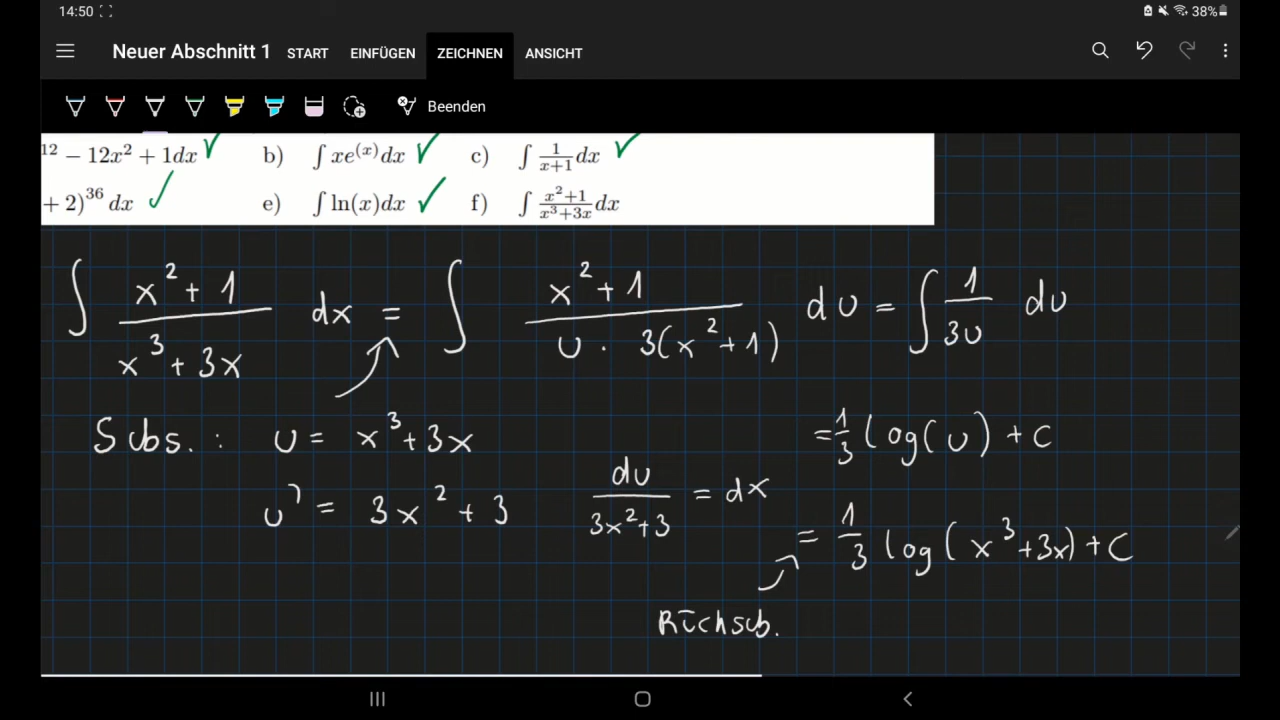 14:50 38%
Neuer Abschnitt 1 START EINFÜGEN ZEICHNEN ANSICHT
Beenden
12 − 12x² + 1dx ✓ b) ∫ xe^(x) dx ✓ c) ∫ 1/(x+1) dx ✓
+ 2)^36 dx ✓ e) ∫ ln(x)dx ✓ f) ∫ (x²+1)/(x³+3x) dx
∫ (x² + 1)/(x³ + 3x) dx = ∫ (x² + 1)/(u · 3(x² + 1)) du = ∫ 1/(3u) du
Subs. : u = x³ + 3x
= 1/3 log(u) + c
u' = 3x² + 3 du/(3x² + 3) = dx
= 1/3 log(x³ + 3x) + C
Rücksub.